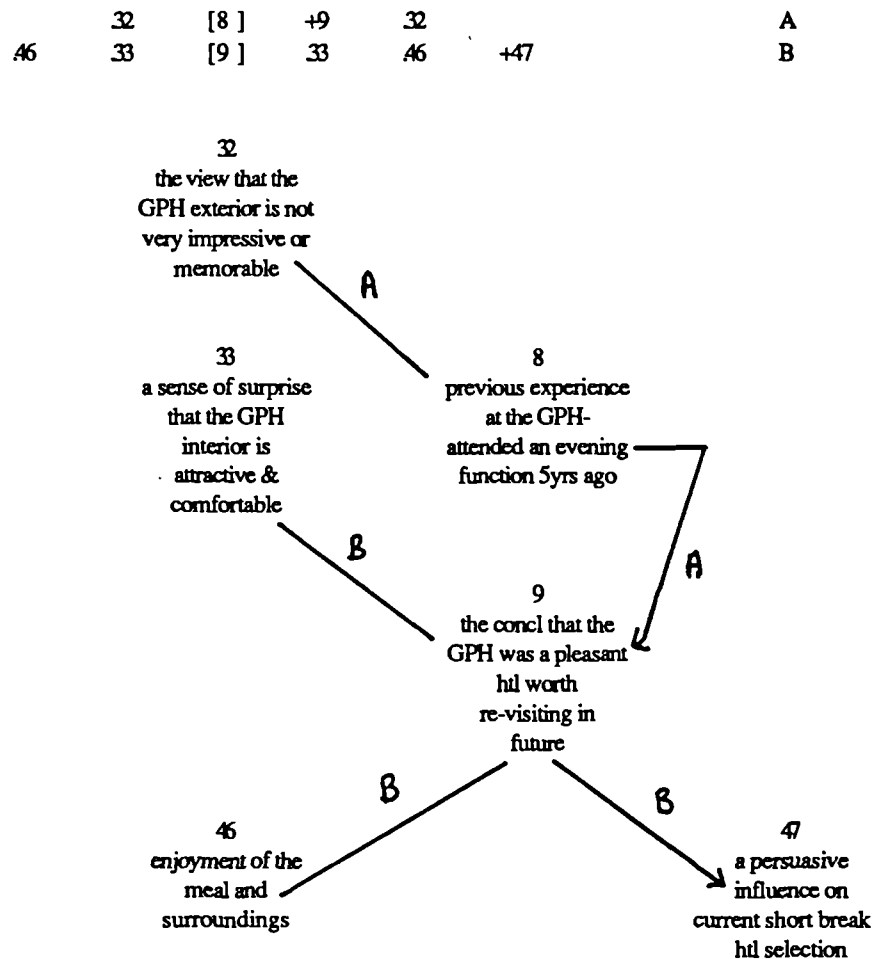 .32 [8] +9 .32 A
.46 .33 [9] .33 .46 +47 B
32
the view that the
GPH exterior is not
very impressive or
memorable
A
33
a sense of surprise
that the GPH
interior is
attractive &
comfortable
8
previous experience
at the GPH-
attended an evening
function 5yrs ago
B
A
9
the concl that the
GPH was a pleasant
htl worth
re-visiting in
future
B
B
46
enjoyment of the
meal and
surroundings
47
a persuasive
influence on
current short break
htl selection